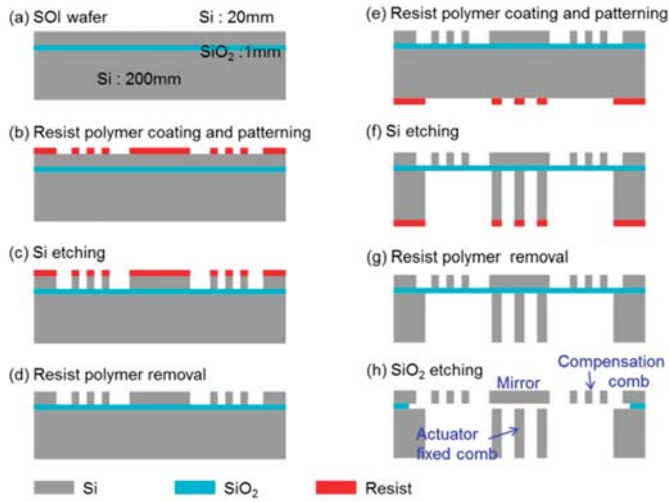 (a) SOI wafer
Si : 20mm
SiO2 :1mm
Si : 200mm
(b) Resist polymer coating and patterning
(c) Si etching
(d) Resist polymer removal
(e) Resist polymer coating and patterning
(f) Si etching
(g) Resist polymer removal
(h) SiO2 etching
Compensation
comb
Mirror
Actuator
fixed comb
Si
SiO2
Resist